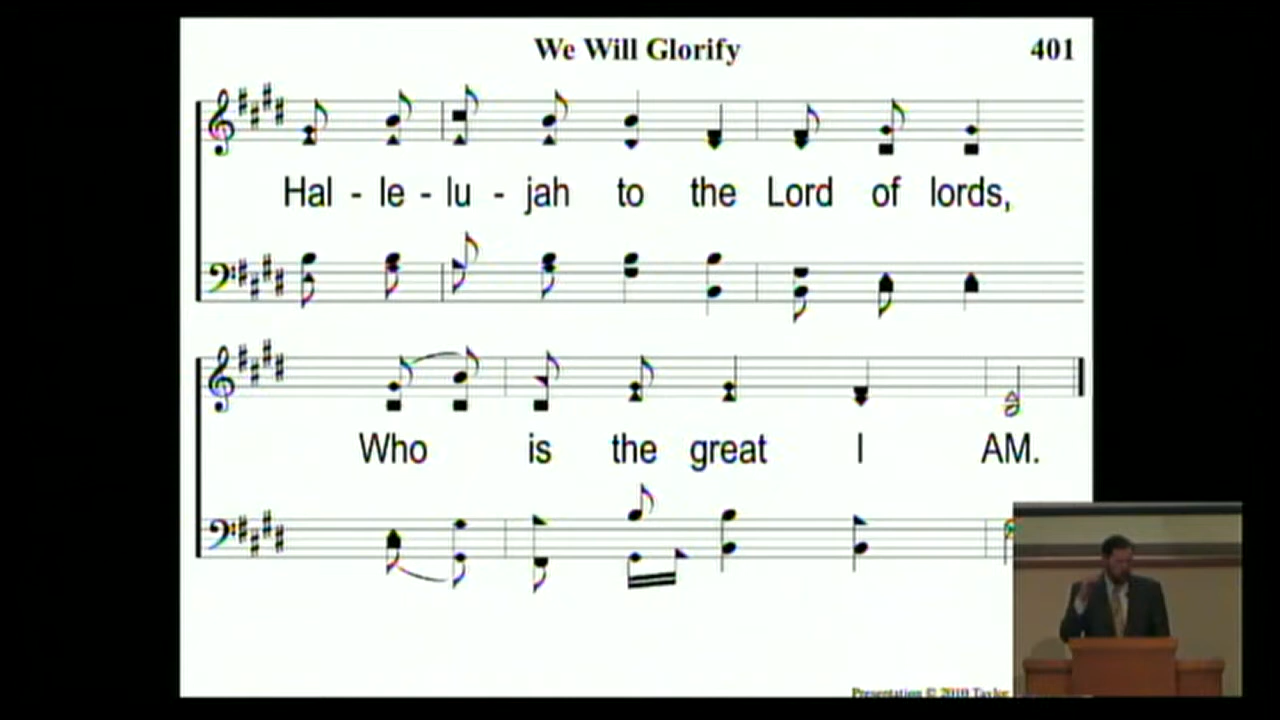 We Will Glorify 401
Hal - le - lu - jah to the Lord of lords,
Who is the great I AM.
Presentation © 2010 Taylor